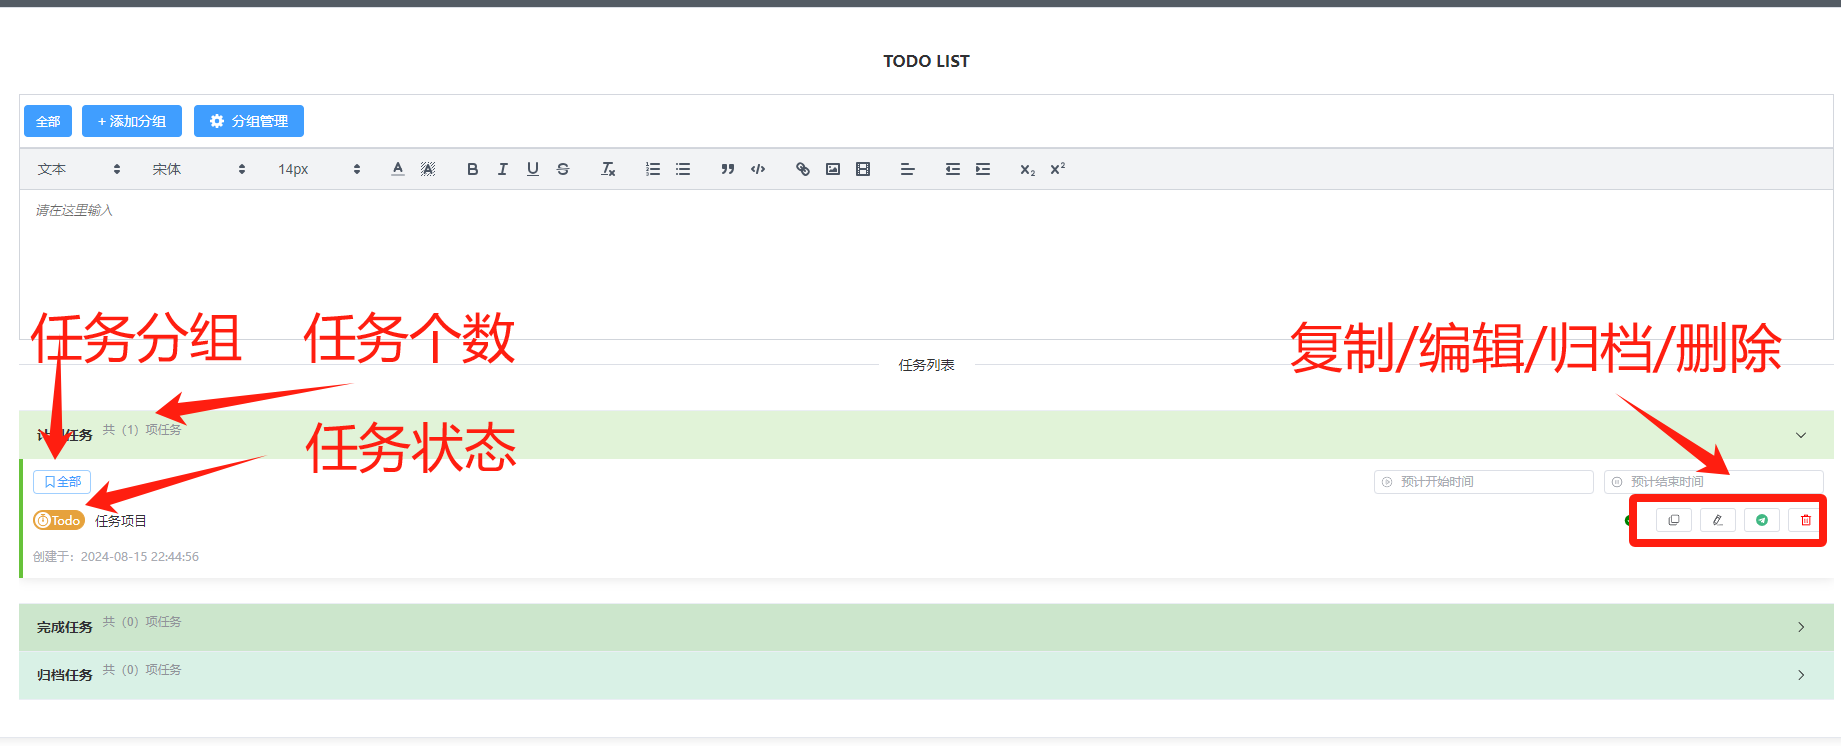 TODO LIST
全部
+ 添加分组
分组管理
文本
宋体
14px
请在这里输入
任务分组
任务个数
复制/编辑/归档/删除
任务列表
任务状态
任务 共（1）项任务
全部
预计开始时间
预计结束时间
Todo
任务项目
创建于：2024-08-15 22:44:56
完成任务 共（0）项任务
归档任务 共（0）项任务